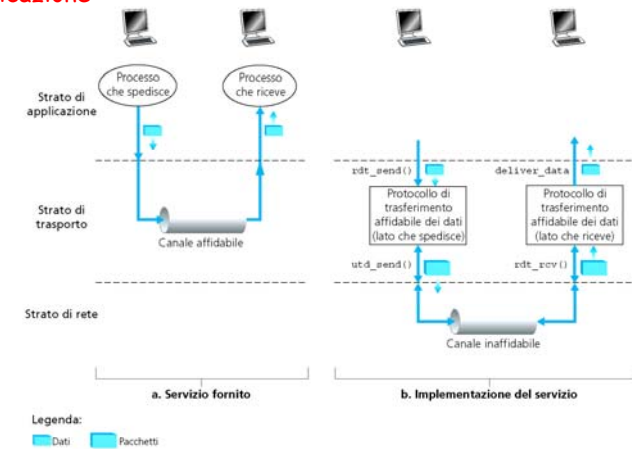 Processo
che spedisce
Processo
che riceve
Strato di
applicazione
Strato di
trasporto
Canale affidabile
Strato di rete
a. Servizio fornito
rdt_send()
deliver_data
Protocollo di
trasferimento
affidabile dei dati
(lato che spedisce)
Protocollo di
trasferimento
affidabile dei dati
(lato che riceve)
utd_send()
rdt_rcv()
Canale inaffidabile
b. Implementazione del servizio
Legenda:
Dati
Pacchetti